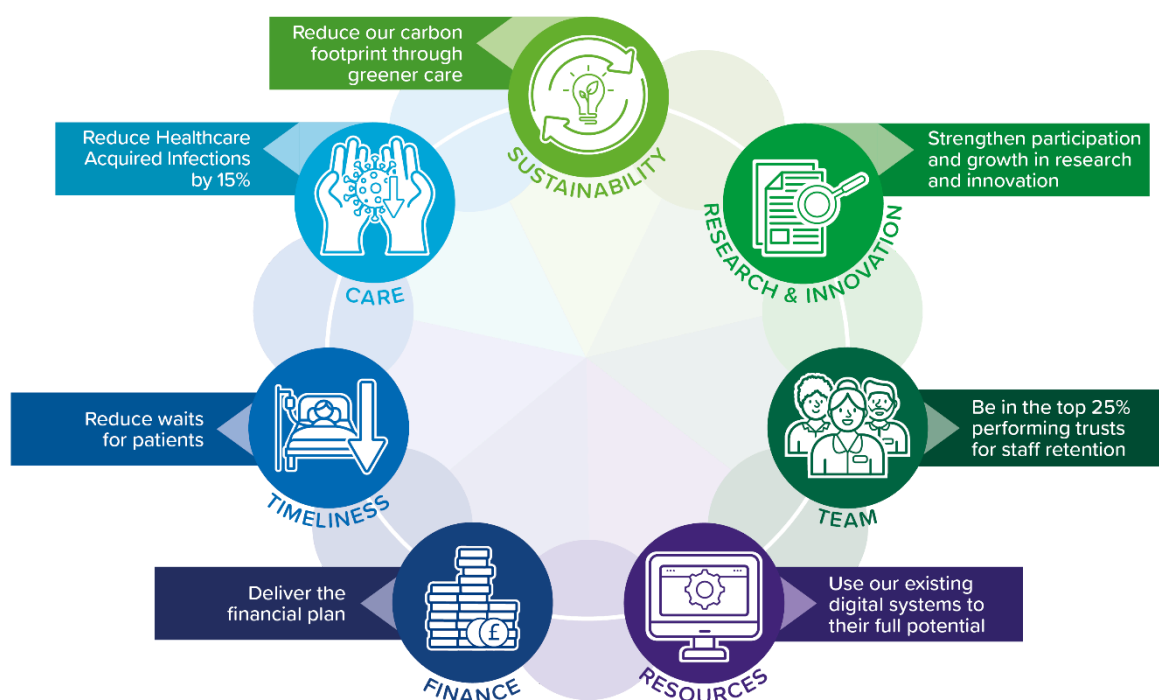 Reduce our carbon
footprint through
greener care
SUSTAINABILITY
Strengthen participation
and growth in research
and innovation
RESEARCH & INNOVATION
Be in the top 25%
performing trusts
for staff retention
TEAM
Use our existing
digital systems to
their full potential
RESOURCES
Deliver the
financial plan
£
FINANCE
Reduce waits
for patients
TIMELINESS
Reduce Healthcare
Acquired Infections
by 15%
CARE